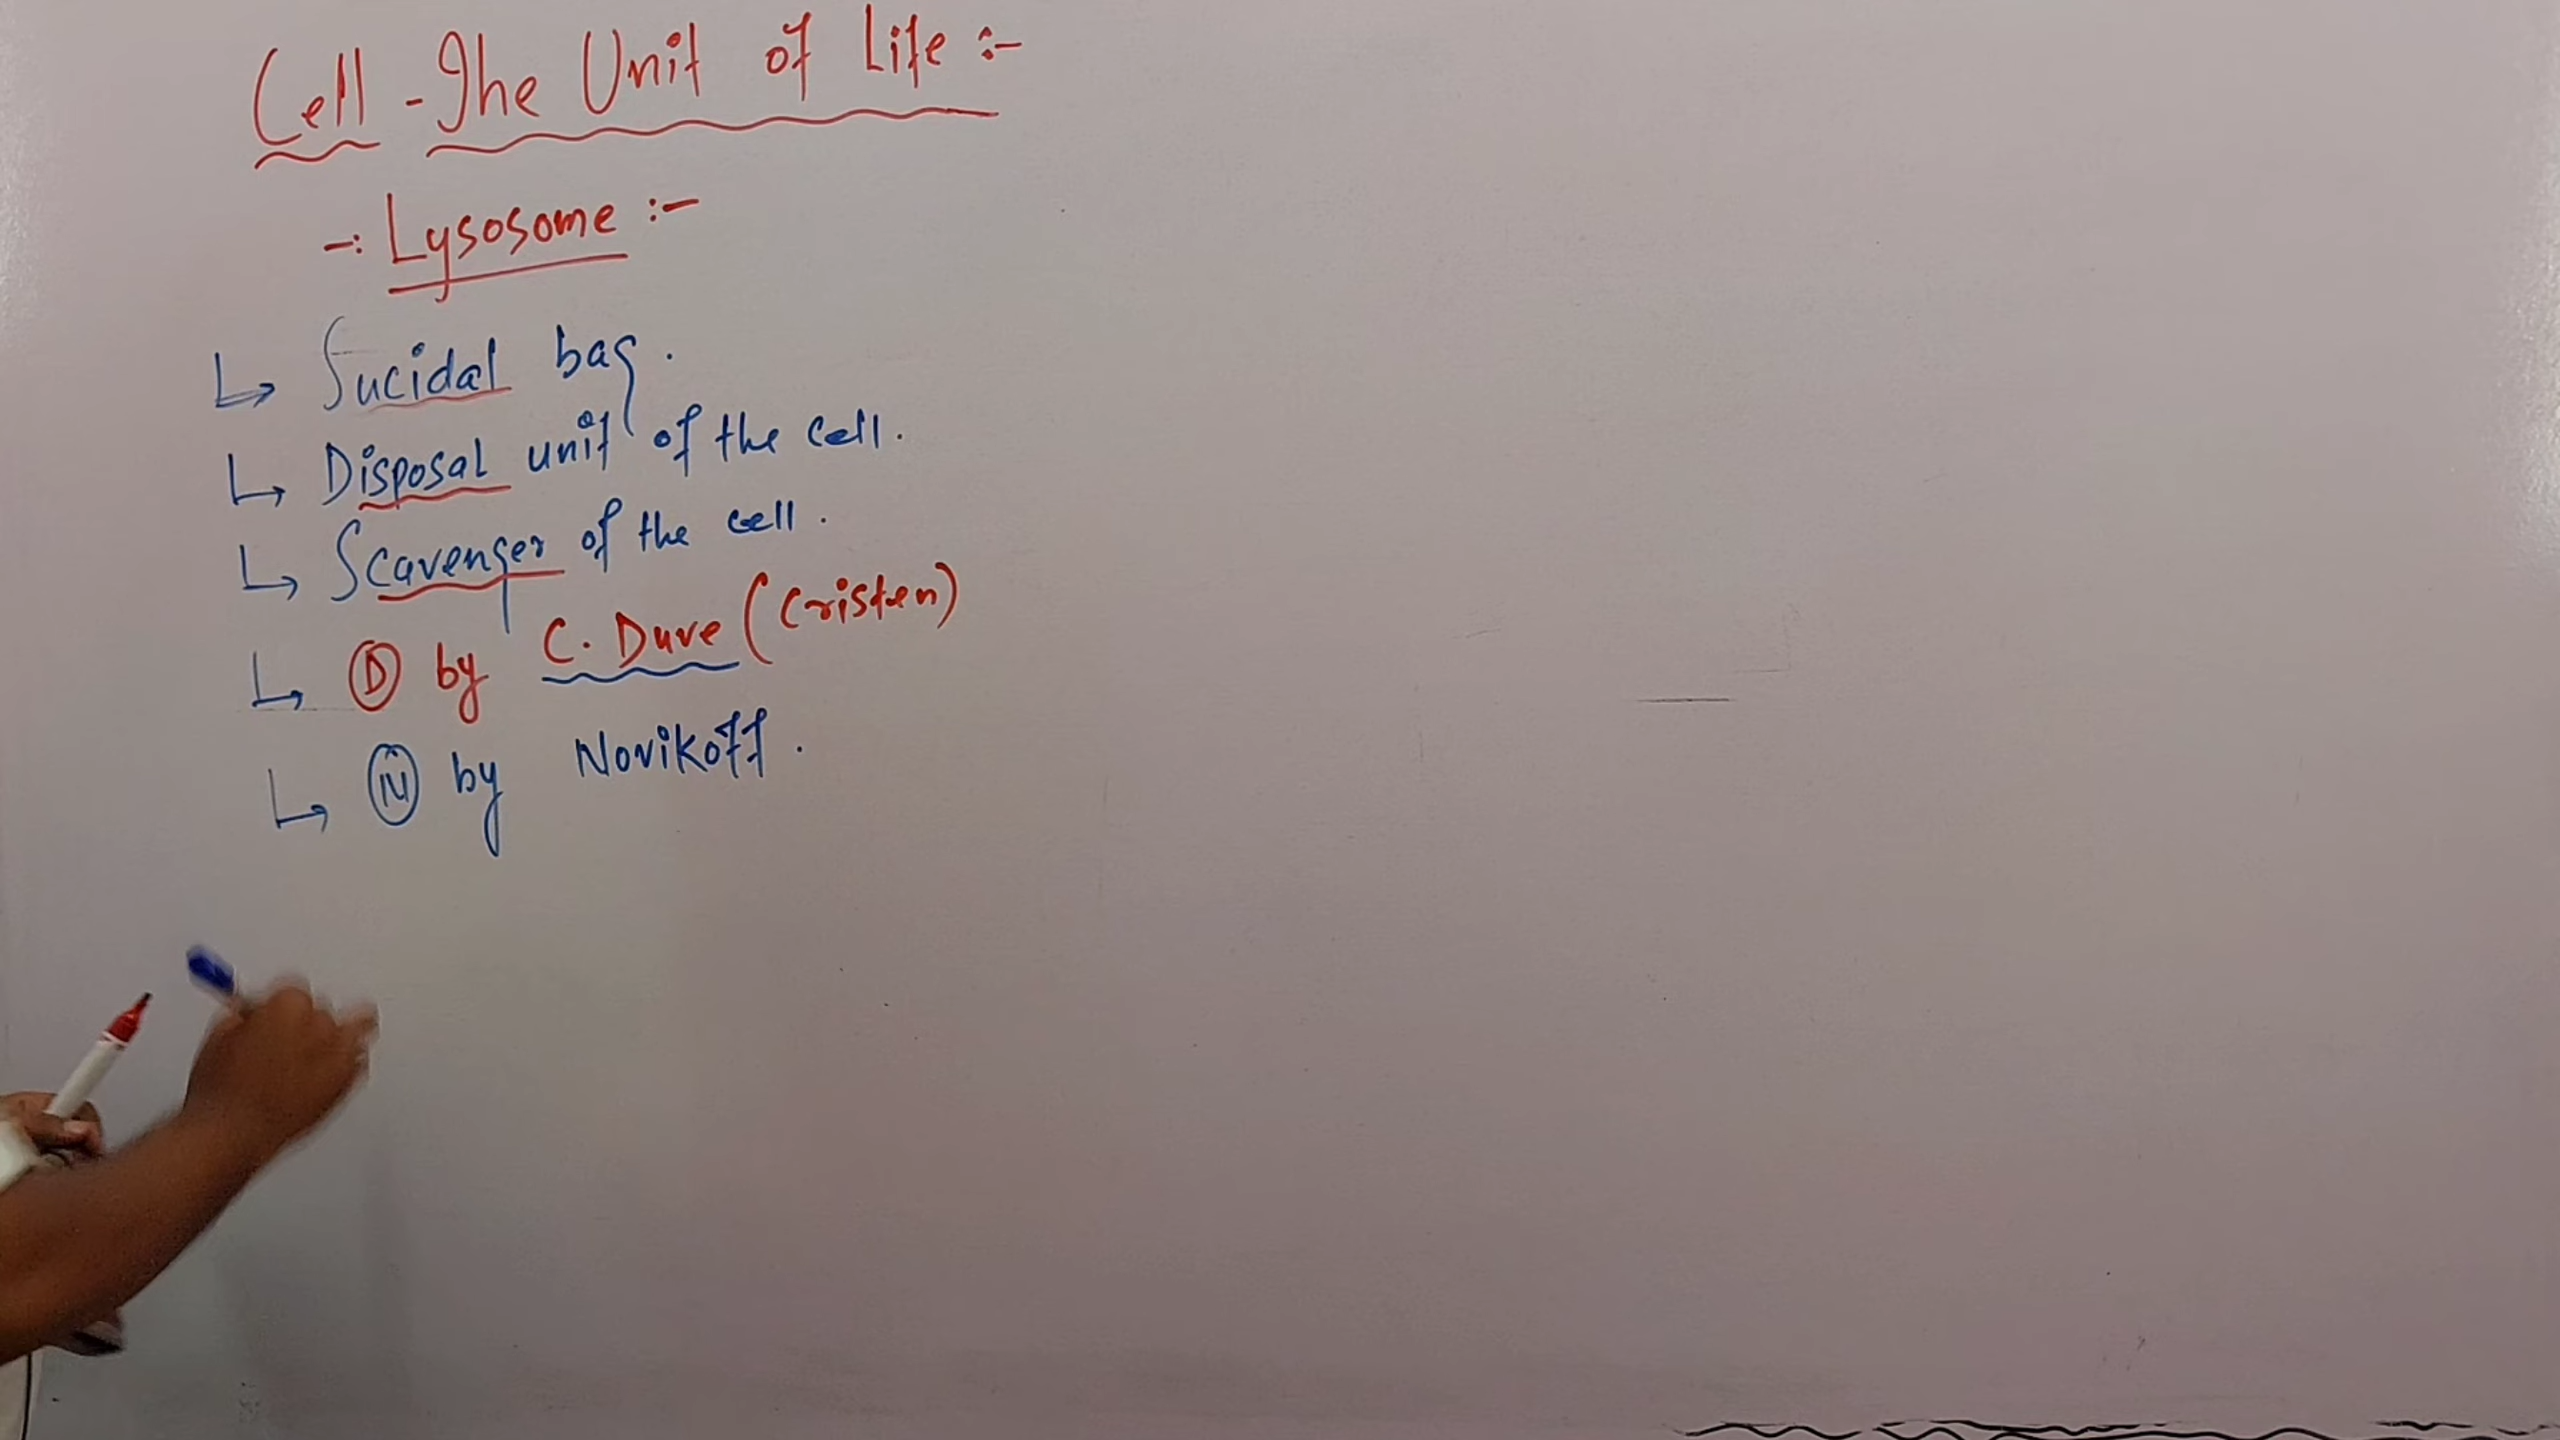 Cell - The Unit of Life :-
-: Lysosome :-
↳ Sucidal bag.
↳ Disposal unit of the cell.
↳ Scavenger of the cell.
↳ Ⓓ by C. Duve (Cristen)
↳ Ⓝ by Novikoff.